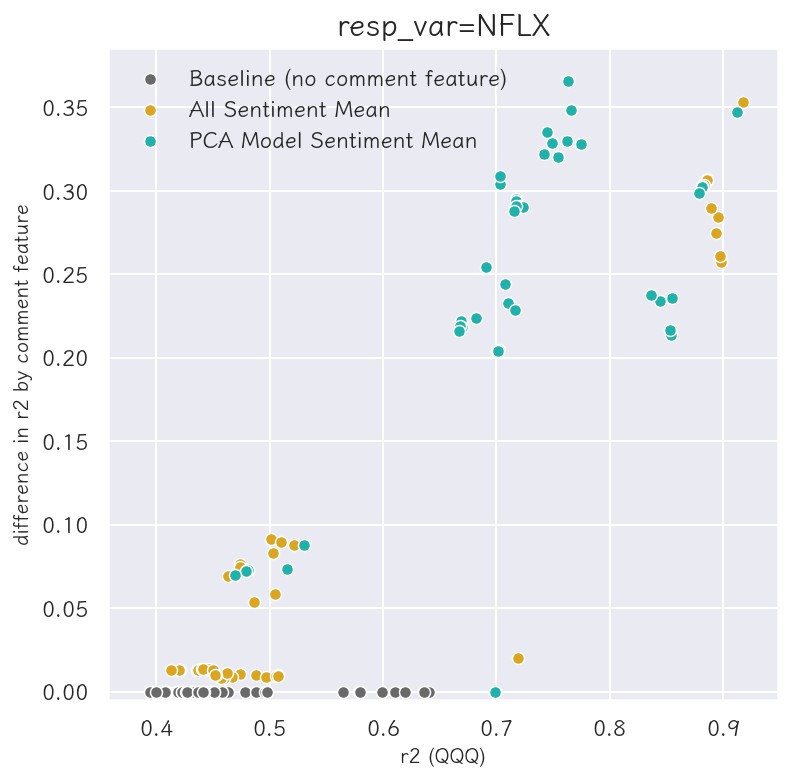 resp_var=NFLX
Baseline (no comment feature)
All Sentiment Mean
PCA Model Sentiment Mean
difference in r2 by comment feature
0.35
0.30
0.25
0.20
0.15
0.10
0.05
0.00
0.4 0.5 0.6 0.7 0.8 0.9
r2 (QQQ)